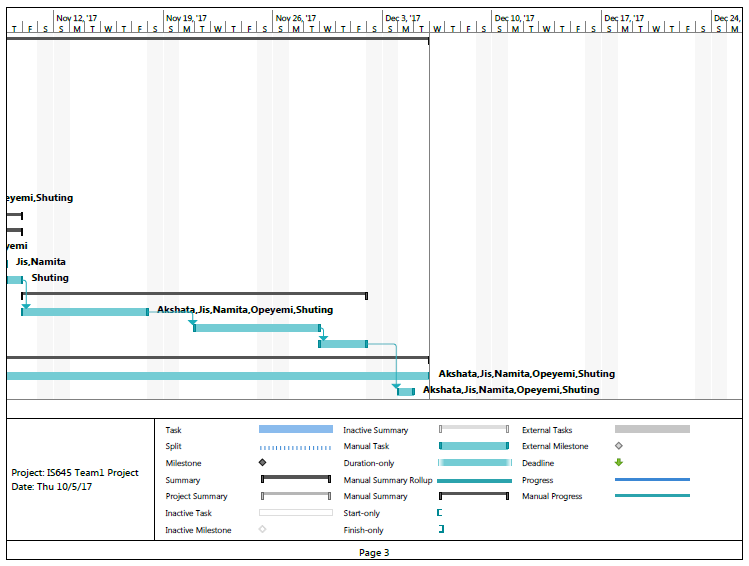 Nov 12, '17 Nov 19, '17 Nov 26, '17 Dec 3, '17 Dec 10, '17 Dec 17, '17 Dec 24,
T F S S M T W T F S S M T W T F S S M T W T F S S M T W T F S S M T W T F S S M T W T F S S M
eyemi,Shuting
yemi
Jis,Namita
Shuting
Akshata,Jis,Namita,Opeyemi,Shuting
Akshata,Jis,Namita,Opeyemi,Shuting
Akshata,Jis,Namita,Opeyemi,Shuting
Project: IS645 Team1 Project
Date: Thu 10/5/17
Task
Split
Milestone
Summary
Project Summary
Inactive Task
Inactive Milestone
Inactive Summary
Manual Task
Duration-only
Manual Summary Rollup
Manual Summary
Start-only
Finish-only
External Tasks
External Milestone
Deadline
Progress
Manual Progress
Page 3